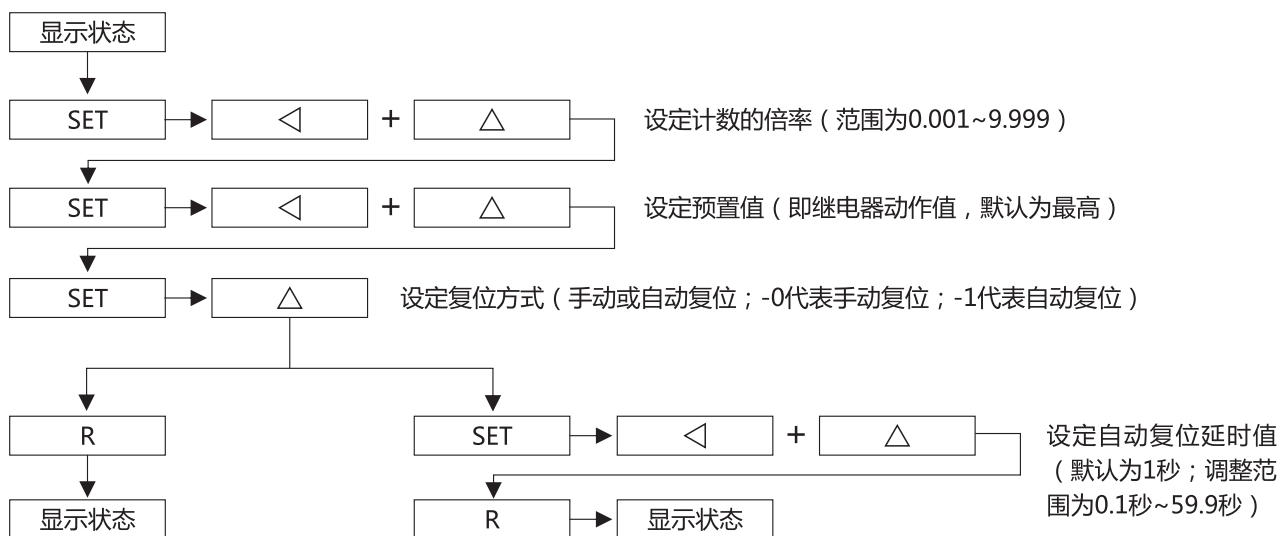 显示状态
SET ◁ + △ 设定计数的倍率（范围为0.001~9.999）
SET ◁ + △ 设定预置值（即继电器动作值，默认为最高）
SET △ 设定复位方式（手动或自动复位；-0代表手动复位；-1代表自动复位）
R SET ◁ + △ 设定自动复位延时值
（默认为1秒；调整范
围为0.1秒~59.9秒）
显示状态 R 显示状态